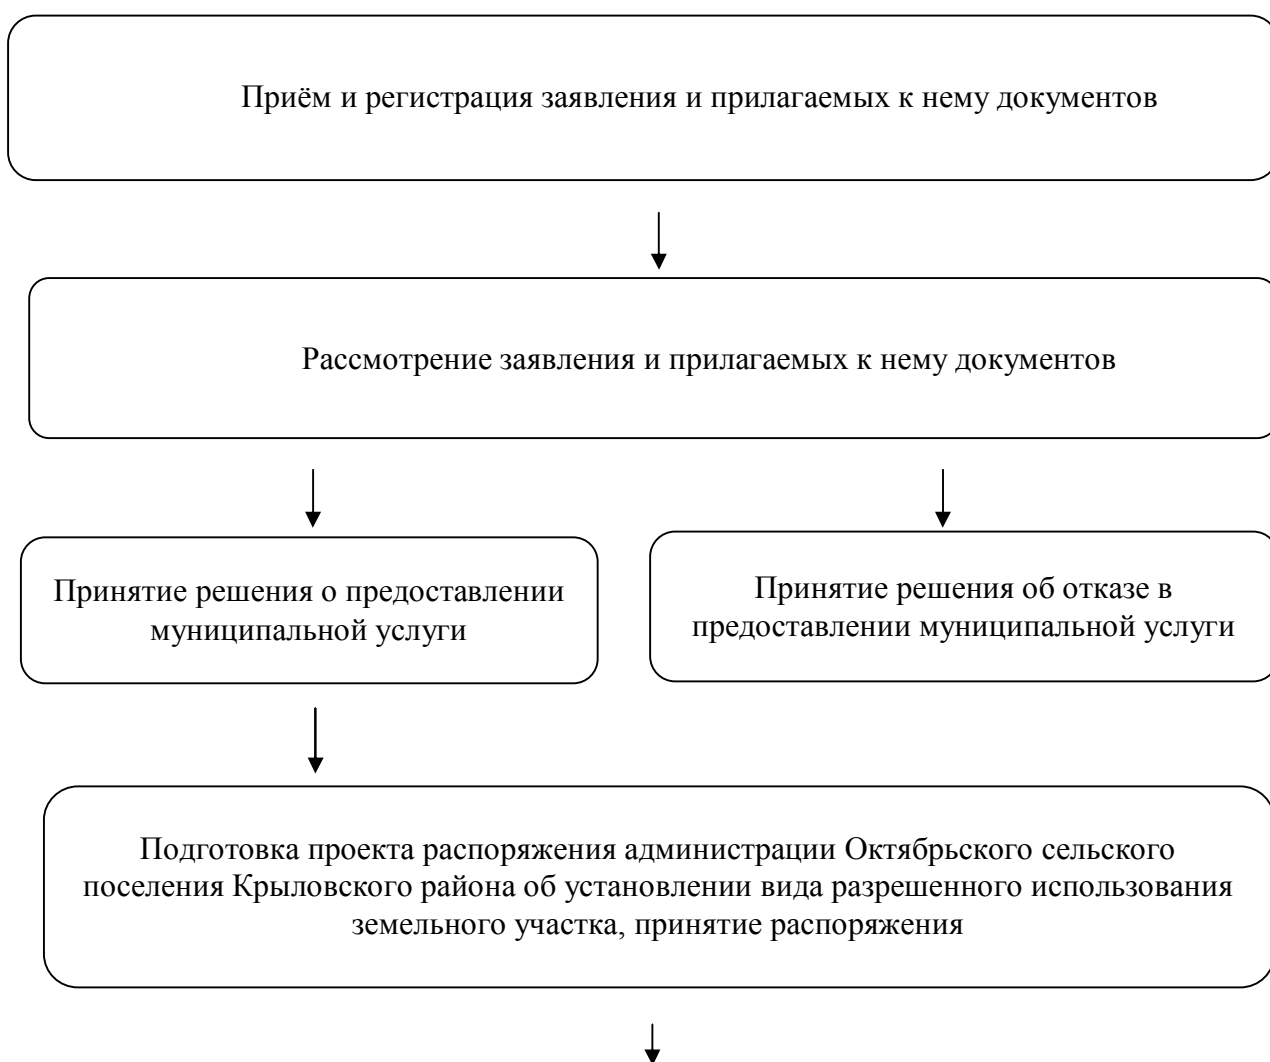 Приём и регистрация заявления и прилагаемых к нему документов
Рассмотрение заявления и прилагаемых к нему документов
Принятие решения о предоставлении
муниципальной услуги
Принятие решения об отказе в
предоставлении муниципальной услуги
Подготовка проекта распоряжения администрации Октябрьского сельского
поселения Крыловского района об установлении вида разрешенного использования
земельного участка, принятие распоряжения